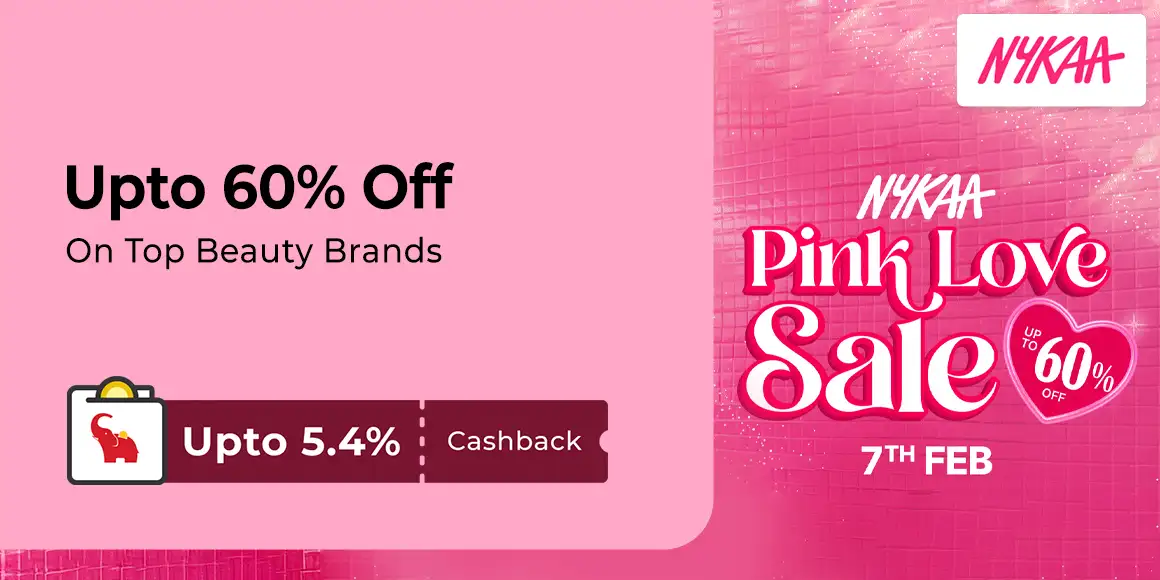 Upto 60% Off
On Top Beauty Brands
Upto 5.4%
Cashback
NYKAA
NYKAA
Pink Love
Sale
UP
TO
60%
OFF
7TH FEB